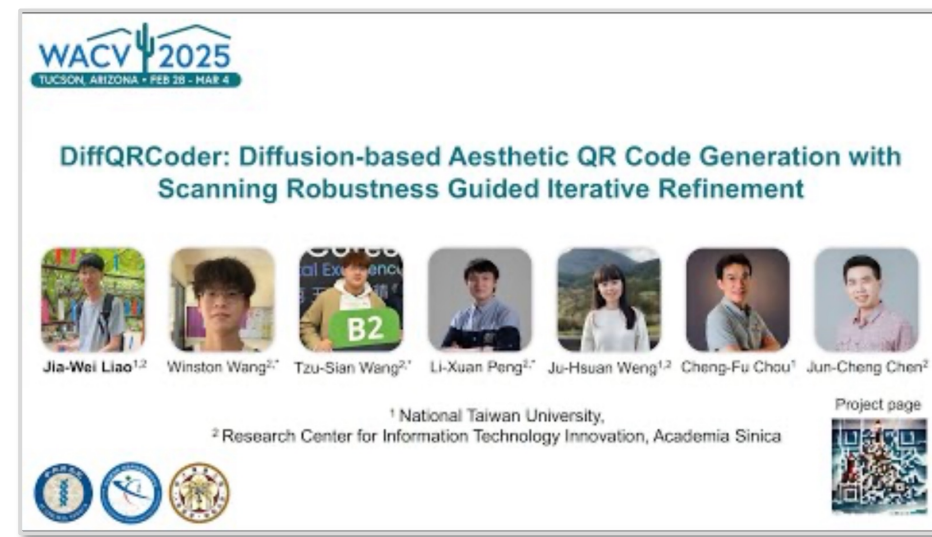 WACV 2025
TUCSON, ARIZONA • FEB 28 - MAR 4
DiffQRCoder: Diffusion-based Aesthetic QR Code Generation with
Scanning Robustness Guided Iterative Refinement
B2
Jia-Wei Liao¹,² Winston Wang²,* Tzu-Sian Wang²,* Li-Xuan Peng²,* Ju-Hsuan Weng¹,² Cheng-Fu Chou¹ Jun-Cheng Chen²
Project page
¹ National Taiwan University,
² Research Center for Information Technology Innovation, Academia Sinica